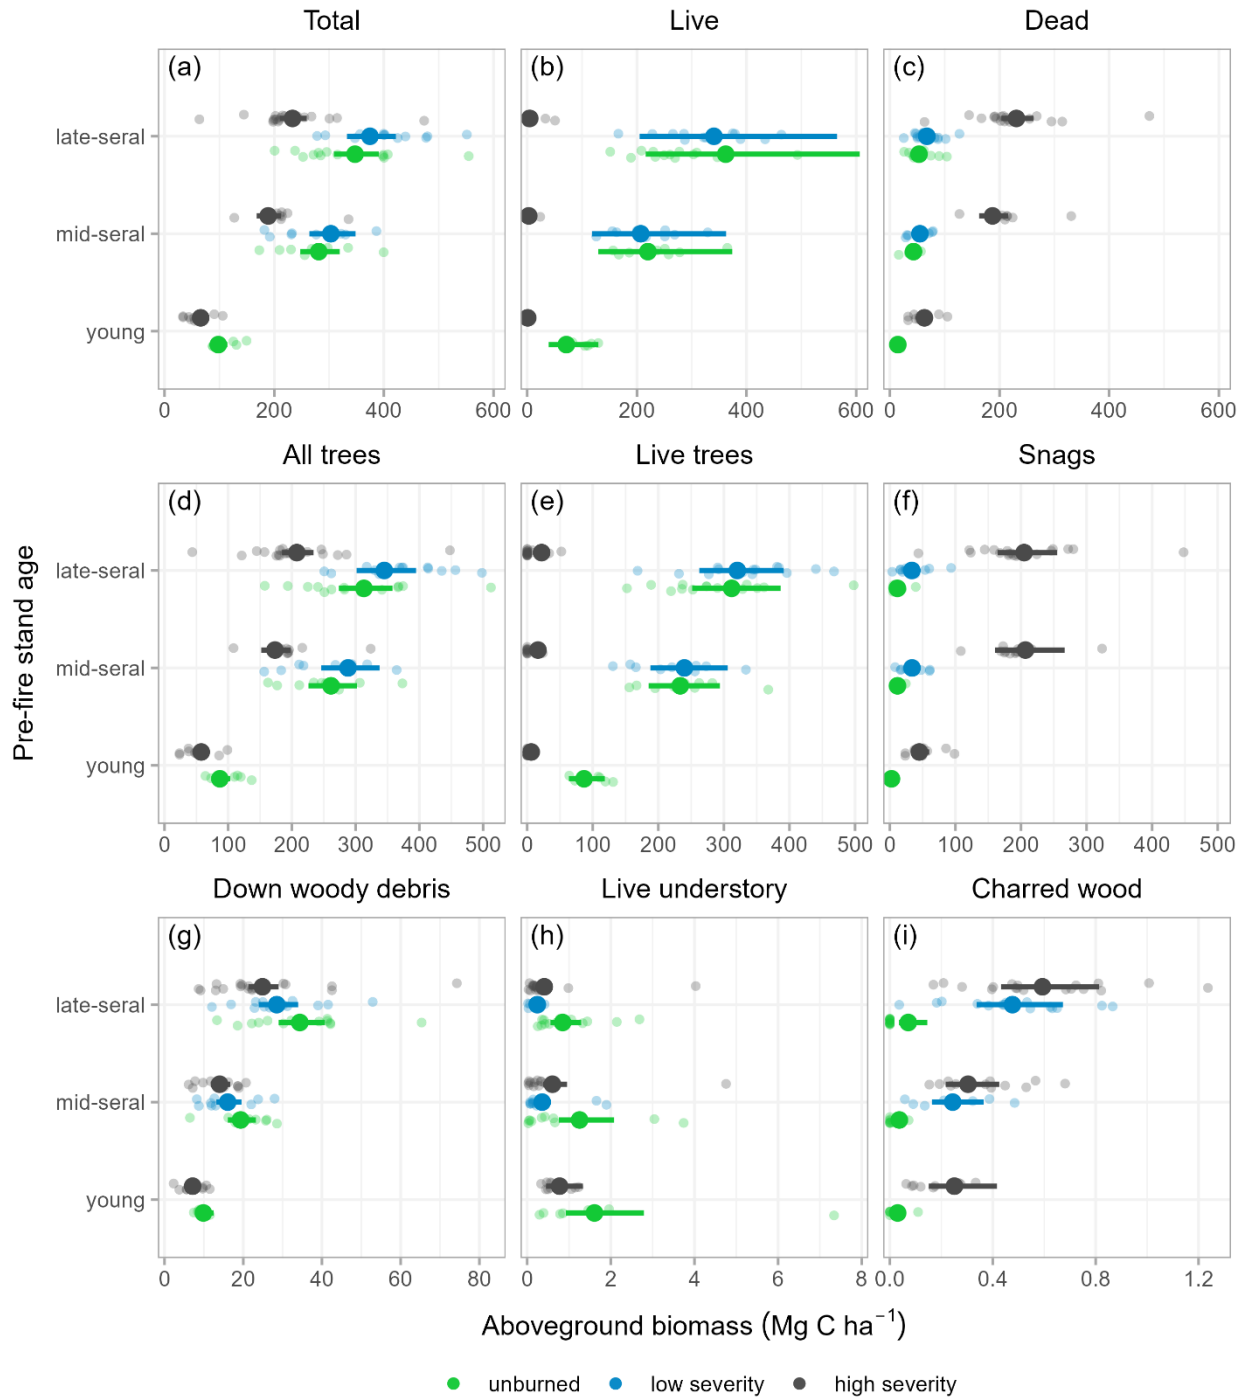 Total Live Dead
(a) (b) (c)
late-seral
mid-seral
young
0 200 400 600 0 200 400 600 0 200 400 600
All trees Live trees Snags
(d) (e) (f)
late-seral
mid-seral
young
0 100 200 300 400 500 0 100 200 300 400 500 0 100 200 300 400 500
Pre-fire stand age
Down woody debris Live understory Charred wood
(g) (h) (i)
late-seral
mid-seral
young
0 20 40 60 80 0 2 4 6 8 0.0 0.4 0.8 1.2
Aboveground biomass (Mg C ha⁻¹)
unburned low severity high severity